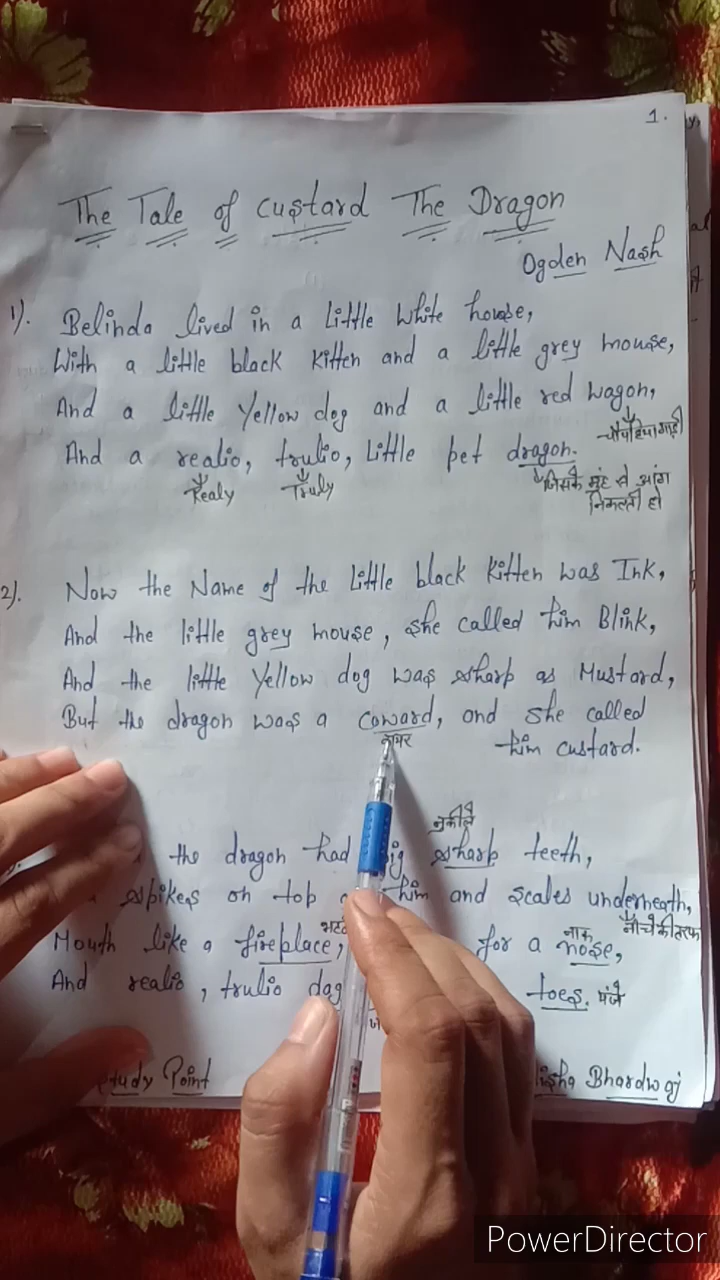 1.
The Tale of Custard The Dragon
Ogden Nash
1). Belinda lived in a Little White house,
With a little black Kitten and a little grey mouse,
And a little Yellow dog and a little red wagon,
चौपहिया गाड़ी
And a realio, trulio, Little pet dragon.
Realy Truly जिसके मुंह से आंग
निकलती हो
2). Now the Name of the Little black Kitten was Ink,
And the little grey mouse, she called him Blink,
And the little Yellow dog was sharp as Mustard,
But the dragon was a coward, and she called
him custard.
नुकीले
the dragon had sharp teeth,
spikes on top him and scales underneath,
नीचे की तरफ
Mouth like a fireplace, for a nose,
नाक
And realio, trulio dag toes. पंजे
Study Point Bhardwaj
PowerDirector